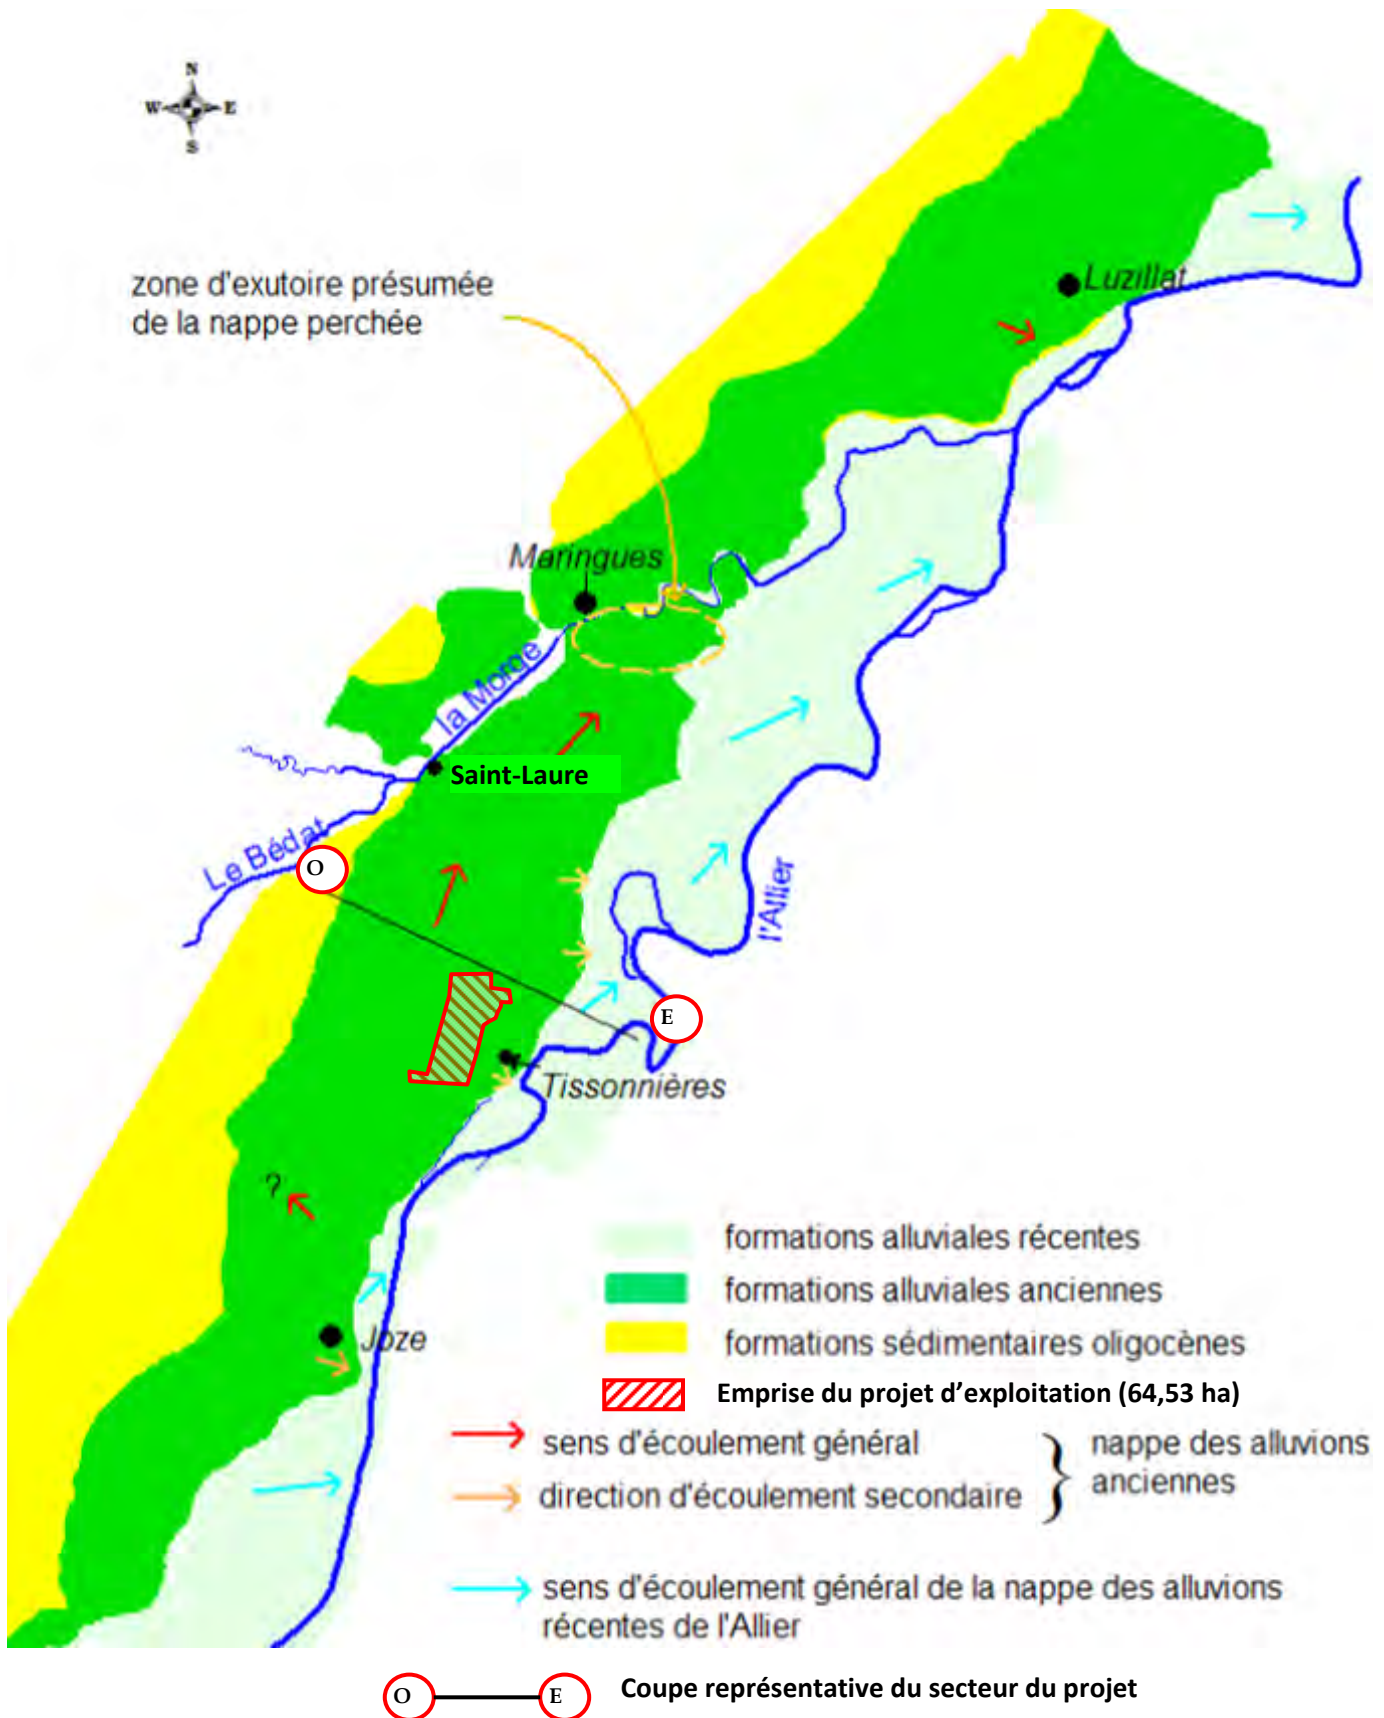 N
W E
S
zone d'exutoire présumée
de la nappe perchée
Luzillat
Maringues
la Morge
Saint-Laure
Le Bédat
O
l'Allier
E
Tissonnières
?
Joze
formations alluviales récentes
formations alluviales anciennes
formations sédimentaires oligocènes
Emprise du projet d'exploitation (64,53 ha)
sens d'écoulement général
direction d'écoulement secondaire
} nappe des alluvions
anciennes
sens d'écoulement général de la nappe des alluvions
récentes de l'Allier
O E Coupe représentative du secteur du projet